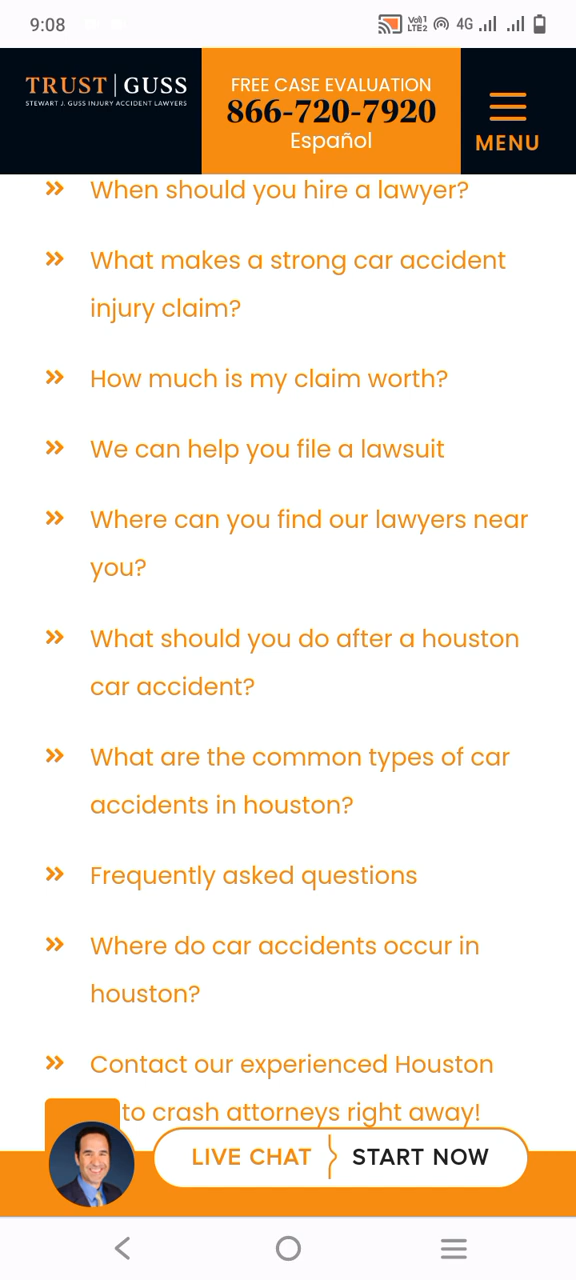 9:08
Vo))1
LTE2
4G
TRUST GUSS
STEWART J. GUSS INJURY ACCIDENT LAWYERS
FREE CASE EVALUATION
866-720-7920
Español
MENU
When should you hire a lawyer?
What makes a strong car accident
injury claim?
How much is my claim worth?
We can help you file a lawsuit
Where can you find our lawyers near
you?
What should you do after a houston
car accident?
What are the common types of car
accidents in houston?
Frequently asked questions
Where do car accidents occur in
houston?
Contact our experienced Houston
to crash attorneys right away!
LIVE CHAT START NOW